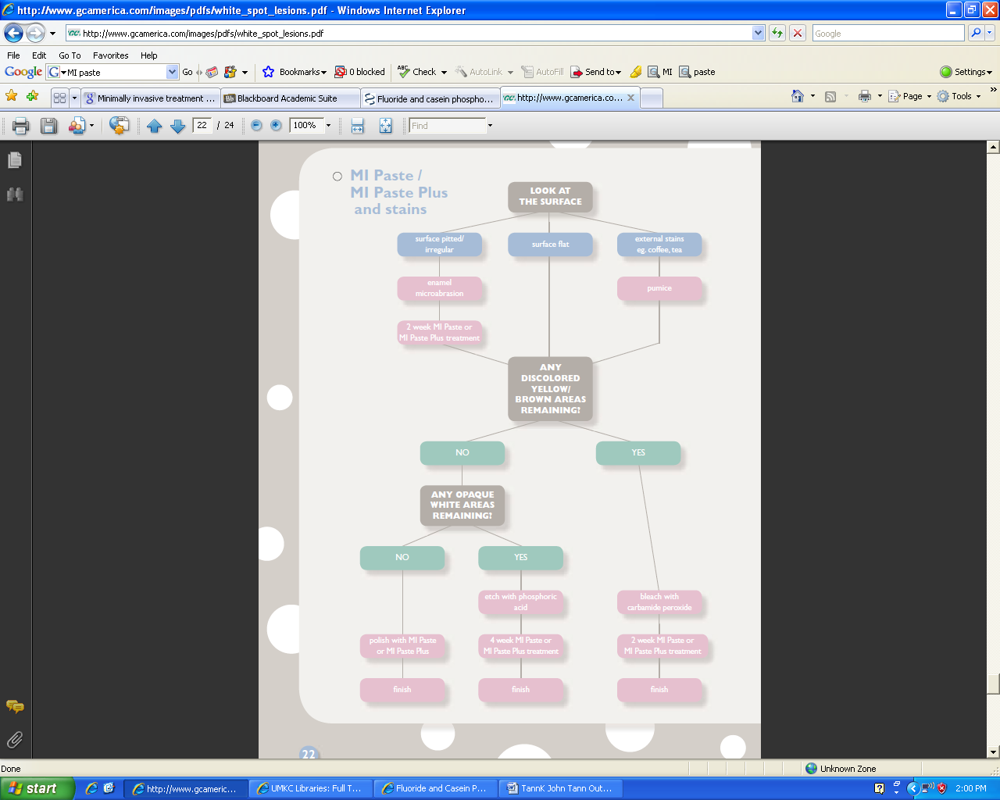 http://www.gcamerica.com/images/pdfs/white_spot_lesions.pdf - Windows Internet Explorer
http://www.gcamerica.com/images/pdfs/white_spot_lesions.pdf
Google
File Edit Go To Favorites Help
Google G MI paste Go Bookmarks 0 blocked ABC Check AutoLink AutoFill Send to MI paste Settings
Minimally invasive treatment ...
Bb Blackboard Academic Suite
Fluoride and casein phospho...
http://www.gcamerica.co...
Page Tools
22 / 24 100% Find
MI Paste /
MI Paste Plus
and stains
LOOK AT
THE SURFACE
surface pitted/
irregular
surface flat
external stains
eg. coffee, tea
enamel
microabrasion
pumice
2 week MI Paste or
MI Paste Plus treatment
ANY
DISCOLORED
YELLOW/
BROWN AREAS
REMAINING?
NO
YES
ANY OPAQUE
WHITE AREAS
REMAINING?
NO
YES
etch with phosphoric
acid
bleach with
carbamide peroxide
polish with MI Paste
or MI Paste Plus
4 week MI Paste or
MI Paste Plus treatment
2 week MI Paste or
MI Paste Plus treatment
finish
finish
finish
22
Done
Unknown Zone
start
http://www.gcameric...
UMKC Libraries: Full T...
Fluoride and Casein P...
TannK John Tann Out...
2:00 PM